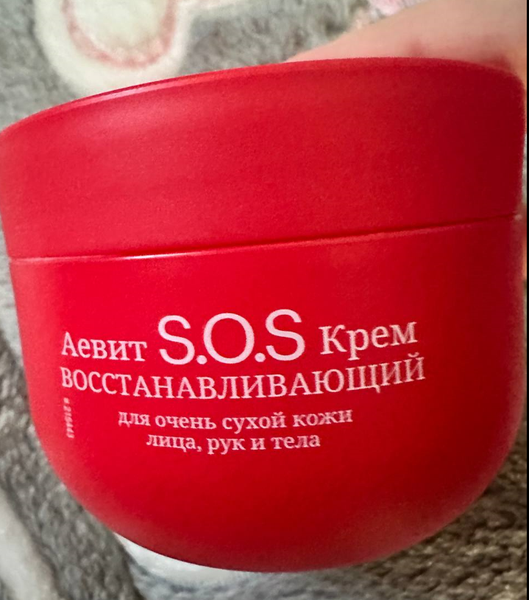 Аевит S.O.S Крем
ВОССТАНАВЛИВАЮЩИЙ
для очень сухой кожи
лица, рук и тела